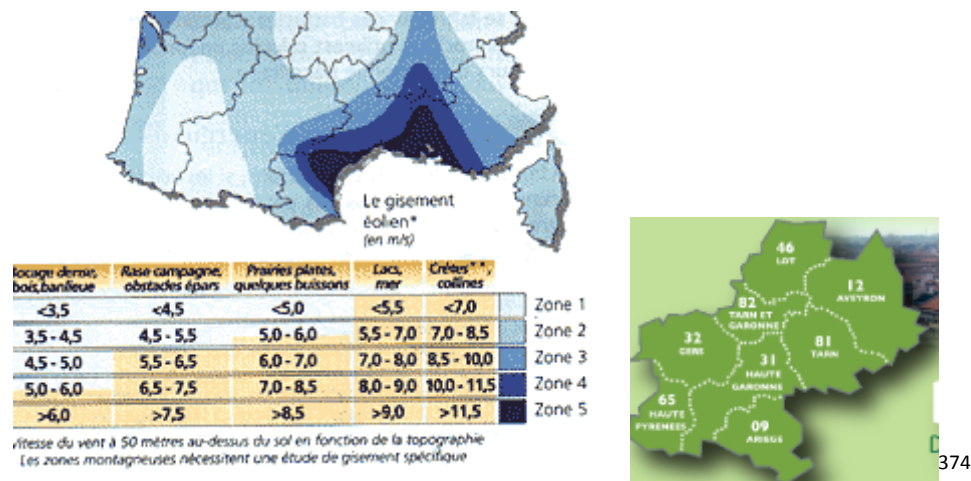 Le gisement
éolien*
(en m/s)
bocage dense, Rase campagne, Prairies plates, Lacs, Crêtes**,
bois,banlieue obstacles épars quelques buissons mer collines
<3,5 <4,5 <5,0 <5,5 <7,0 Zone 1
3,5 - 4,5 4,5 - 5,5 5,0 - 6,0 5,5 - 7,0 7,0 - 8,5 Zone 2
4,5 - 5,0 5,5 - 6,5 6,0 - 7,0 7,0 - 8,0 8,5 - 10,0 Zone 3
5,0 - 6,0 6,5 - 7,5 7,0 - 8,5 8,0 - 9,0 10,0 - 11,5 Zone 4
>6,0 >7,5 >8,5 >9,0 >11,5 Zone 5
vitesse du vent à 50 mètres au-dessus du sol en fonction de la topographie
Les zones montagneuses nécessitent une étude de gisement spécifique
46
LOT
12
AVEYRON
82
TARN ET
GARONNE
32
GERS
81
TARN
31
HAUTE
GARONNE
65
HAUTE
PYRENEES
09
ARIEGE
D
374